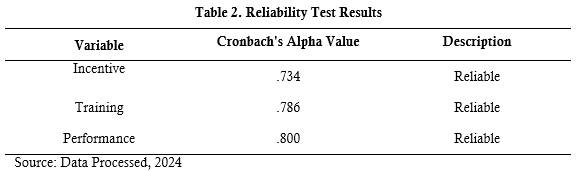 Table 2. Reliability Test Results
Variable Cronbach's Alpha Value Description
Incentive .734 Reliable
Training .786 Reliable
Performance .800 Reliable
Source: Data Processed, 2024